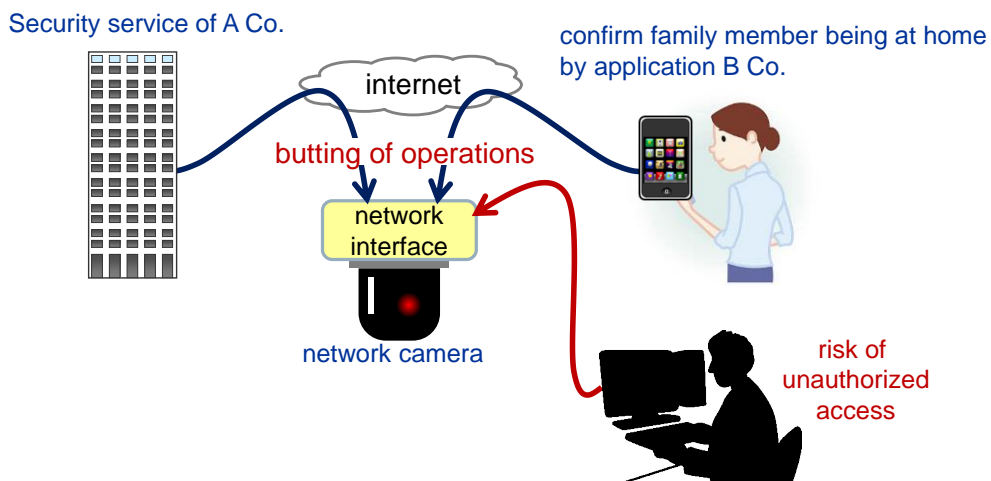 Security service of A Co.
confirm family member being at home
by application B Co.
internet
butting of operations
network
interface
network camera
risk of
unauthorized
access